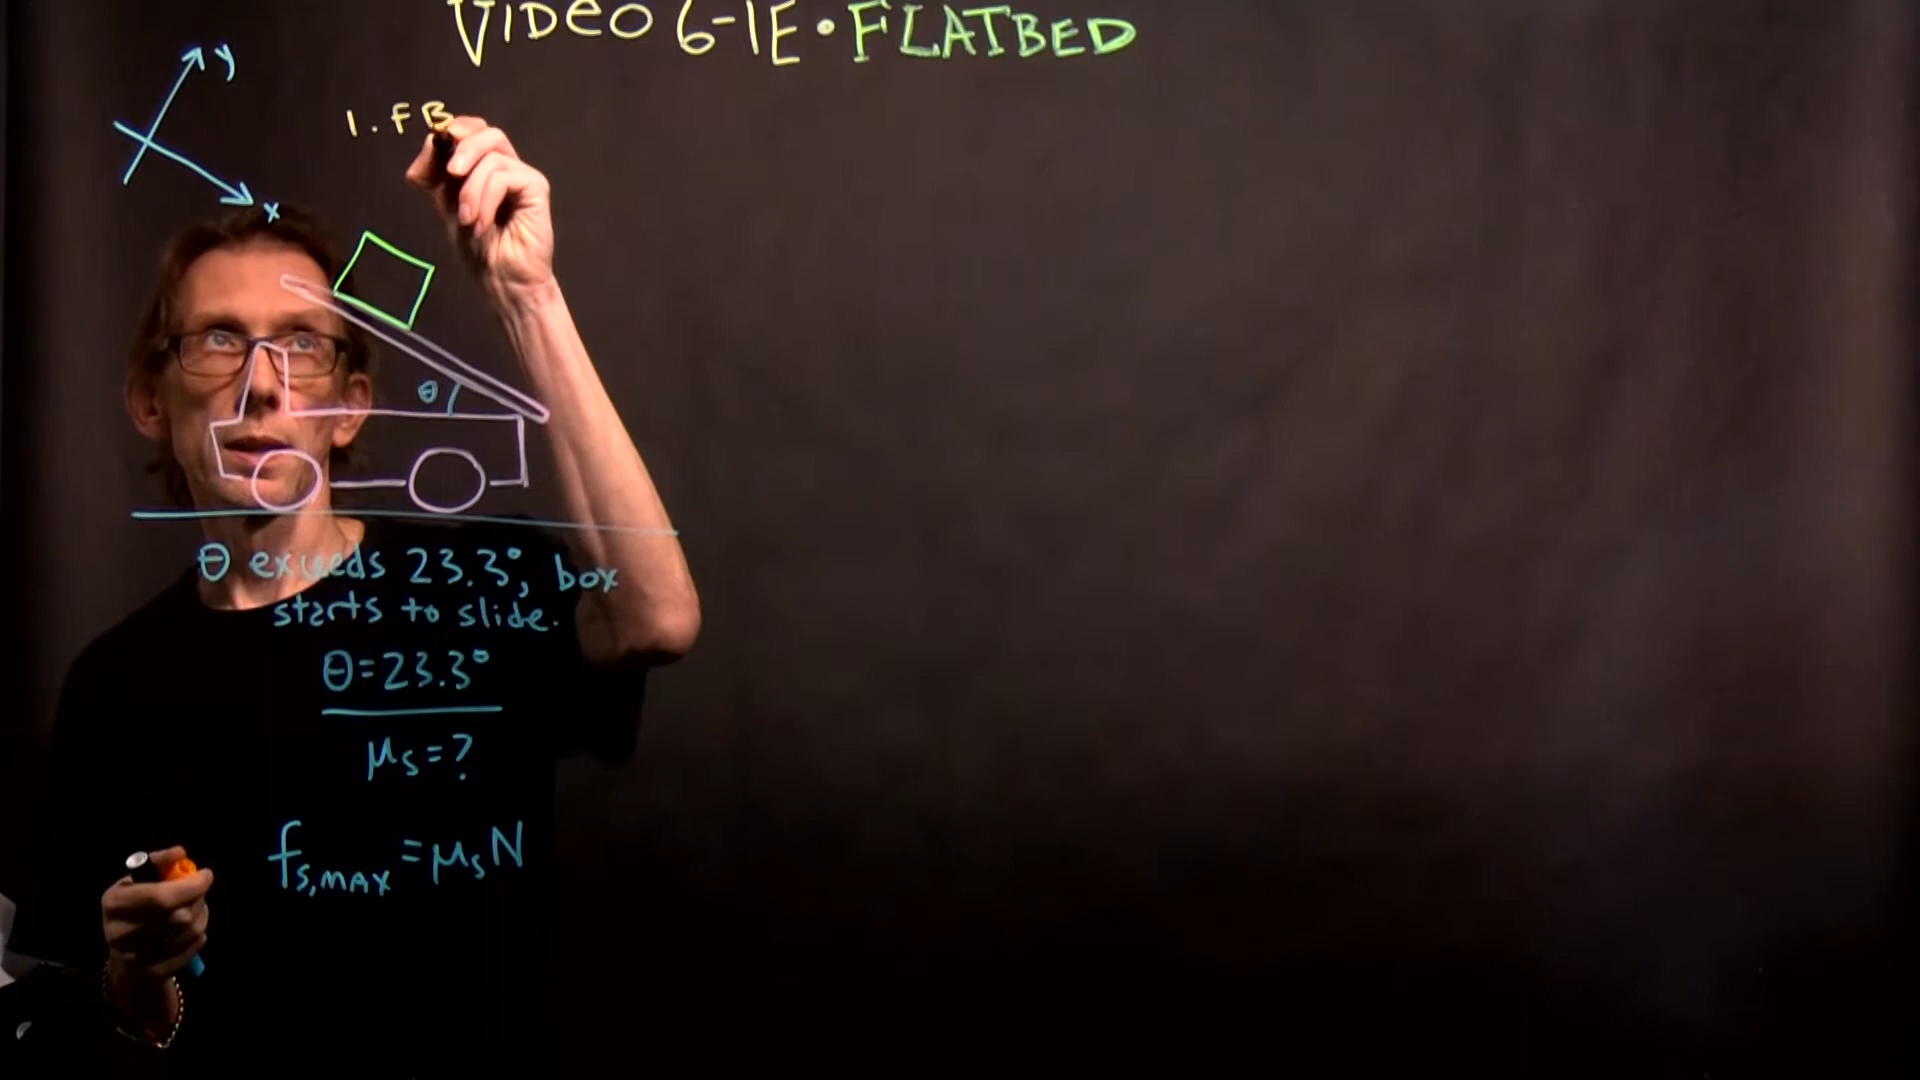 VIDEO 6-1E • FLATBED
y
1. FB
x
θ
θ exceeds 23.3°, box
starts to slide.
θ=23.3°
μs=?
fs,MAX =μsN